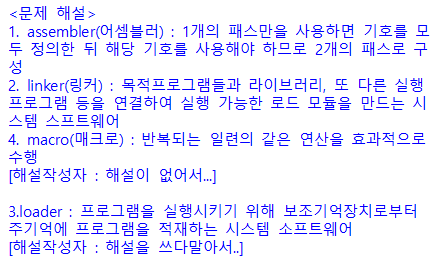 <문제 해설>
1. assembler(어셈블러) : 1개의 패스만을 사용하면 기호를 모
두 정의한 뒤 해당 기호를 사용해야 하므로 2개의 패스로 구
성
2. linker(링커) : 목적프로그램들과 라이브러리, 또 다른 실행
프로그램 등을 연결하여 실행 가능한 로드 모듈을 만드는 시
스템 스프트웨어
4. macro(매크로) : 반복되는 일련의 같은 연산을 효과적으로
수행
[해설작성자 : 해설이 없어서...]

3.loader : 프로그램을 실행시키기 위해 보조기억장치로부터
주기억에 프로그램을 적재하는 시스템 소프트웨어
[해설작성자 : 해설을 쓰다말아서..]